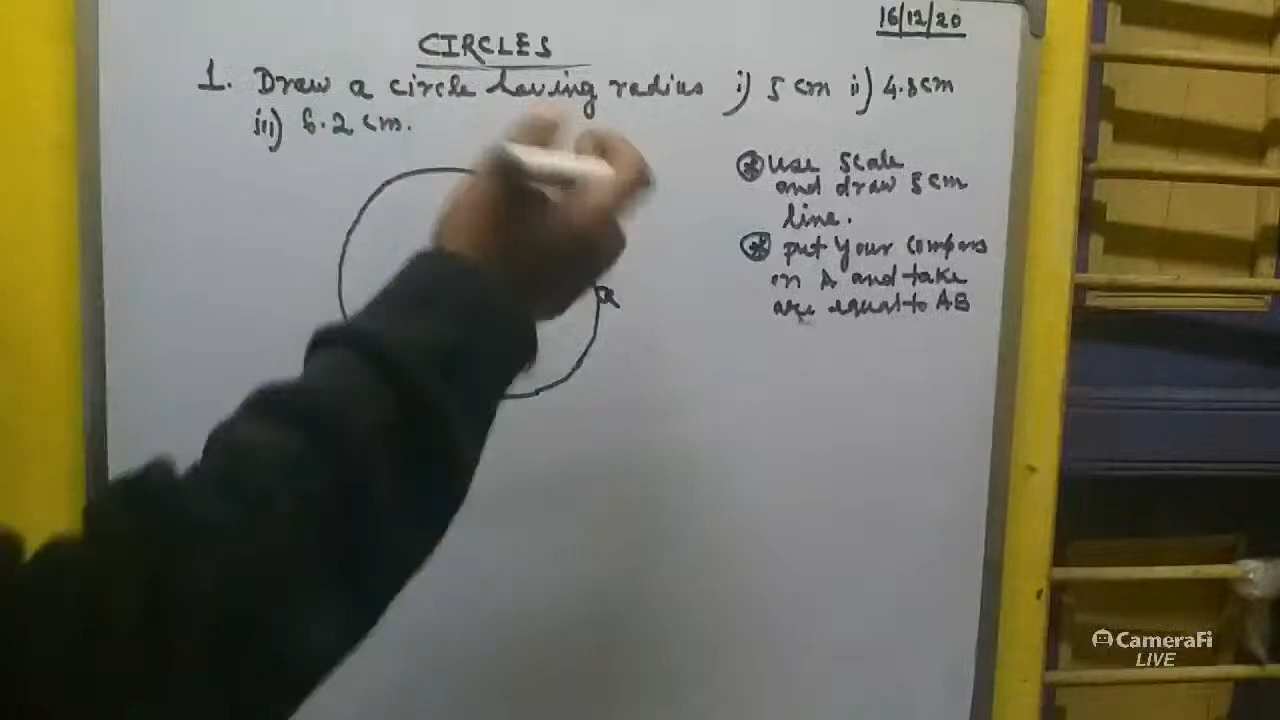 16/12/20
CIRCLES
1. Draw a circle having radius i) 5 cm ii) 4.8cm
iii) 6.2 cm.
use scale
and draw 5 cm
line.
put your compass
on A and take
arc equal to AB
CameraFi
LIVE